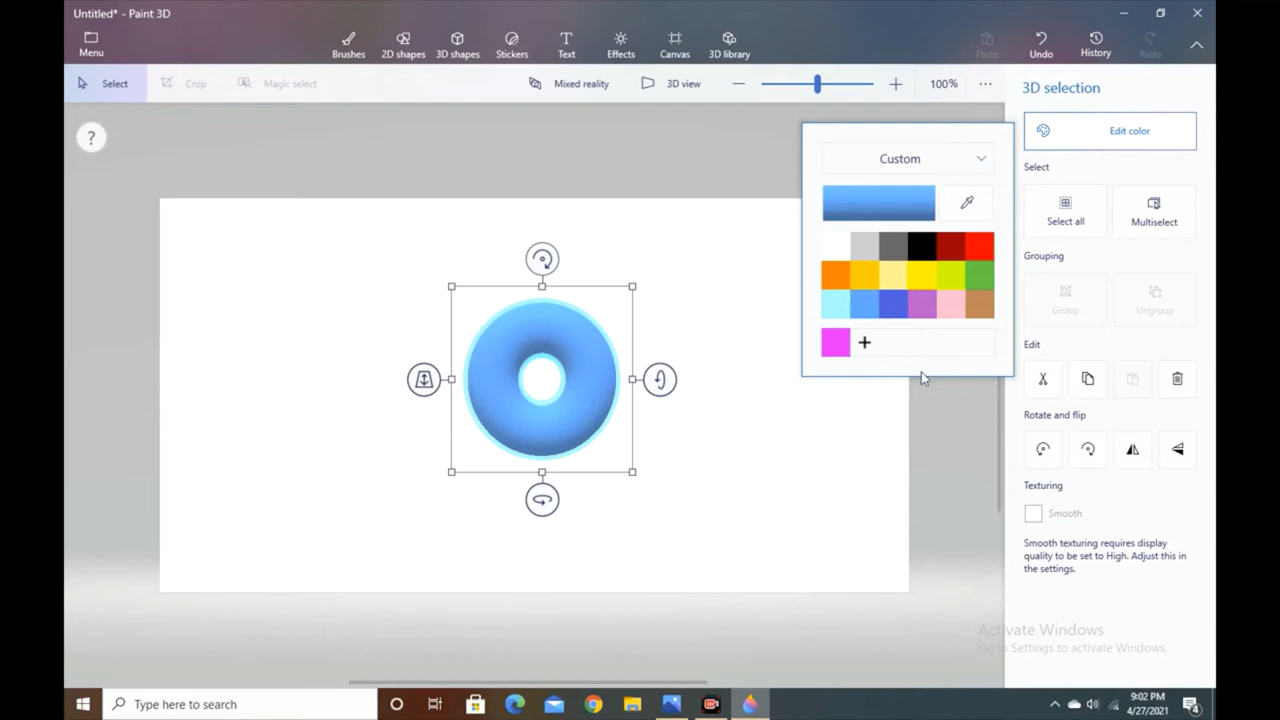 Untitled* - Paint 3D
Menu
Brushes
2D shapes
3D shapes
Stickers
Text
Effects
Canvas
3D library
Paste
Undo
History
Redo
Select
Crop
Magic select
Mixed reality
3D view
100%
3D selection
?
Custom
Edit color
Select
Select all
Multiselect
Grouping
Group
Ungroup
Edit
Rotate and flip
Texturing
Smooth
Smooth texturing requires display
quality to be set to High. Adjust this in
the settings.
Activate Windows
Go to Settings to activate Windows.
Type here to search
9:02 PM
4/27/2021
4